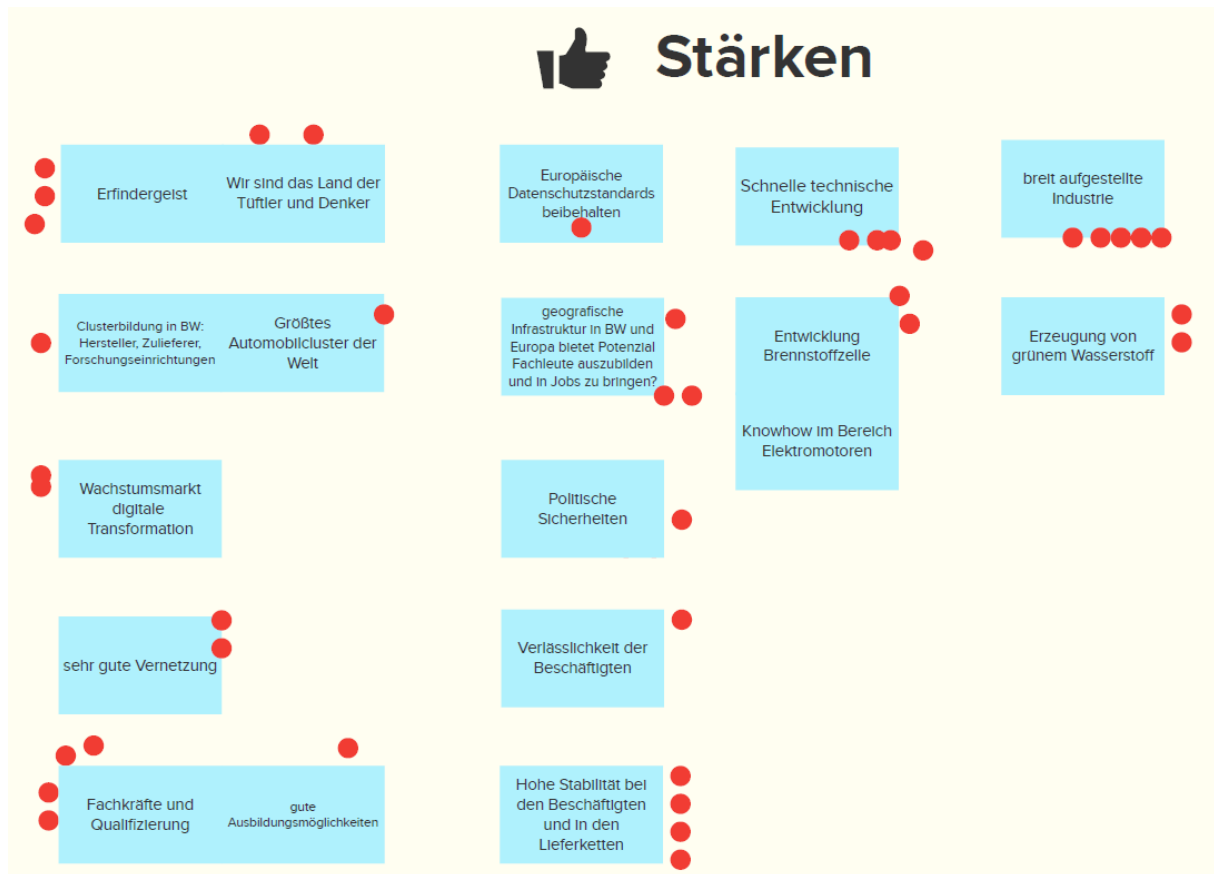 Stärken
Erfindergeist
Wir sind das Land der
Tüftler und Denker
Europäische
Datenschutzstandards
beibehalten
Schnelle technische
Entwicklung
breit aufgestellte
Industrie
Clusterbildung in BW:
Hersteller, Zulieferer,
Forschungseinrichtungen
Größtes
Automobilcluster der
Welt
geografische
Infrastruktur in BW und
Europa bietet Potenzial
Fachleute auszubilden
und in Jobs zu bringen?
Entwicklung
Brennstoffzelle
Erzeugung von
grünem Wasserstoff
Knowhow im Bereich
Elektromotoren
Wachstumsmarkt
digitale
Transformation
Politische
Sicherheiten
sehr gute Vernetzung
Verlässlichkeit der
Beschäftigten
Fachkräfte und
Qualifizierung
gute
Ausbildungsmöglichkeiten
Hohe Stabilität bei
den Beschäftigten
und in den
Lieferketten